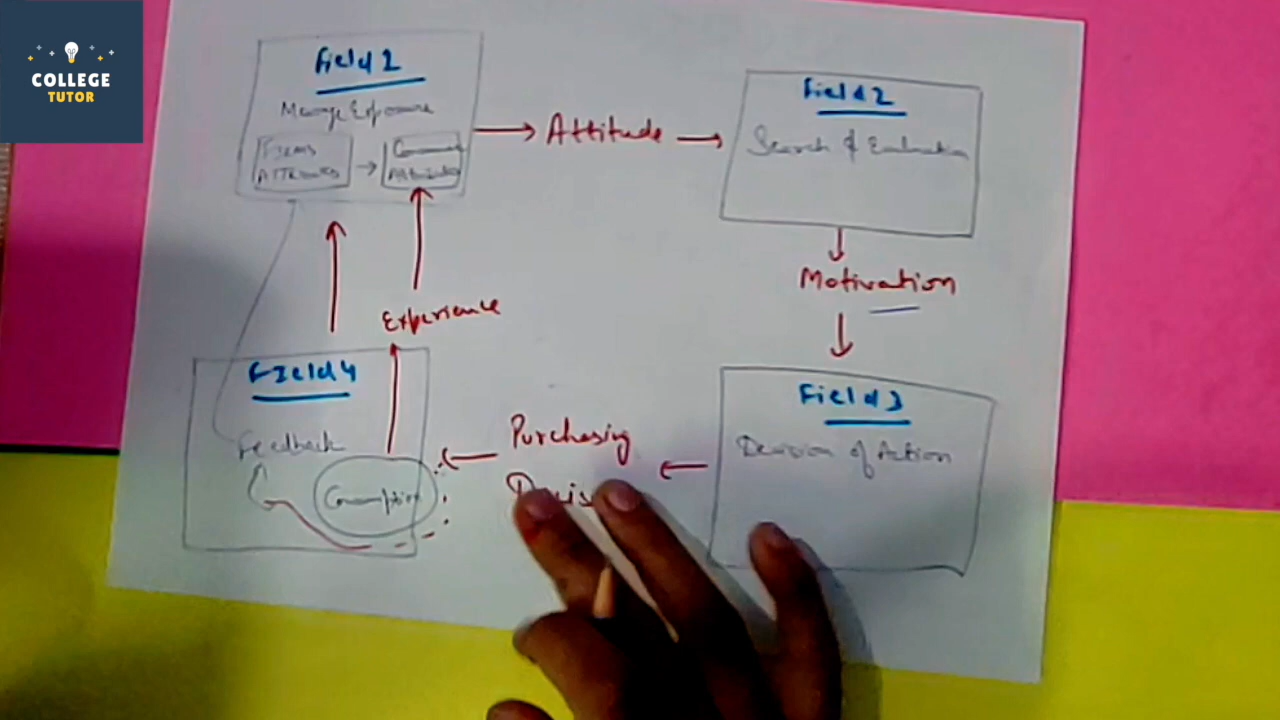 COLLEGE
TUTOR
Field 1
Message Exposure
Firms
ATTRIBUTES
Attributes
Attitude
Field 2
Search & Evaluation
Motivation
Field 3
Decision of Action
Purchasing
Experience
FIeld 4
Feedback
Consumption